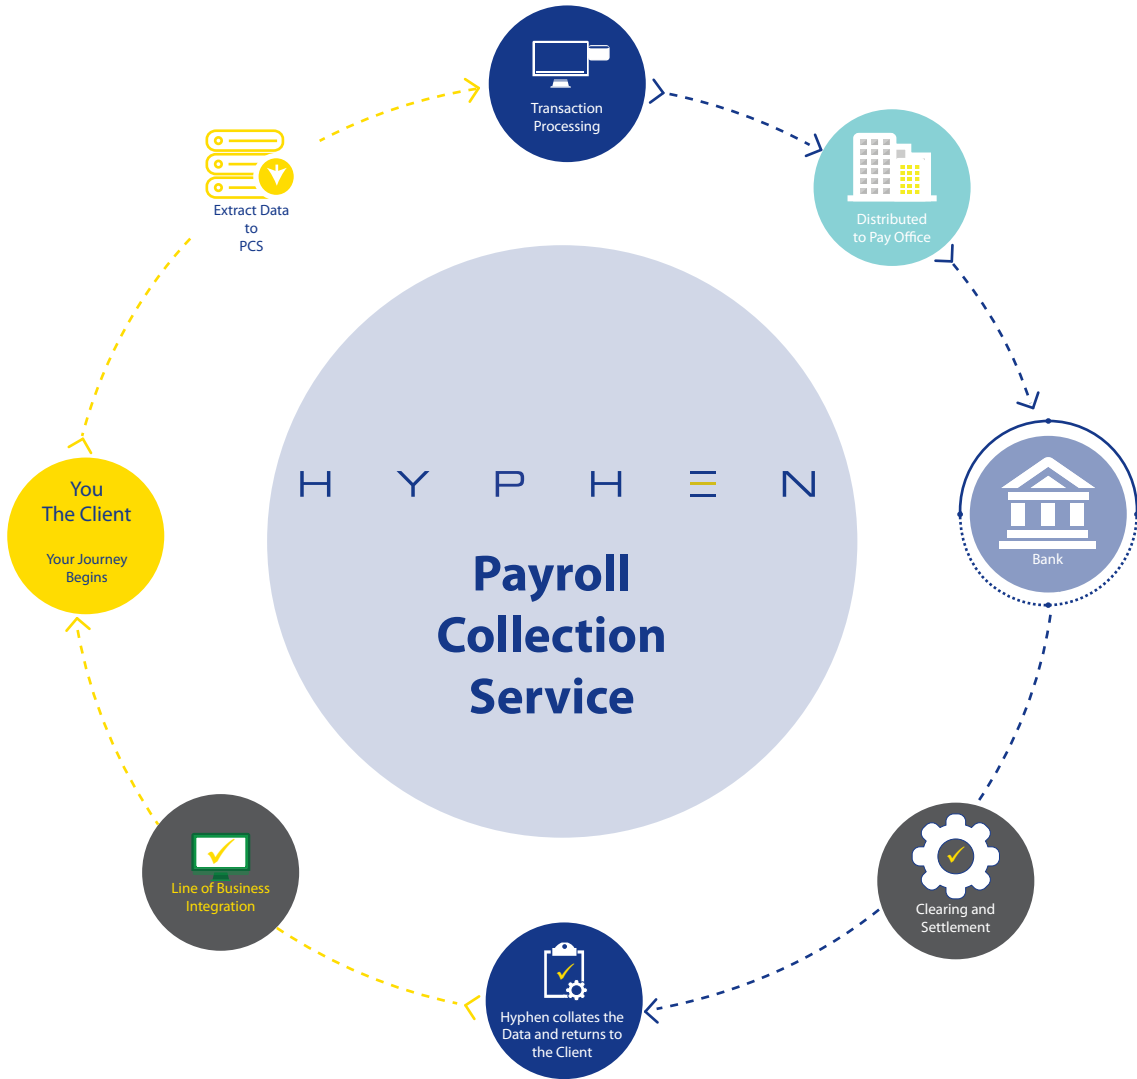 Transaction
Processing
Distributed
to Pay Office
Extract Data
to
PCS
HYPHEN
Payroll
Collection
Service
You
The Client
Your Journey
Begins
Bank
Line of Business
Integration
Clearing and
Settlement
Hyphen collates the
Data and returns to
the Client